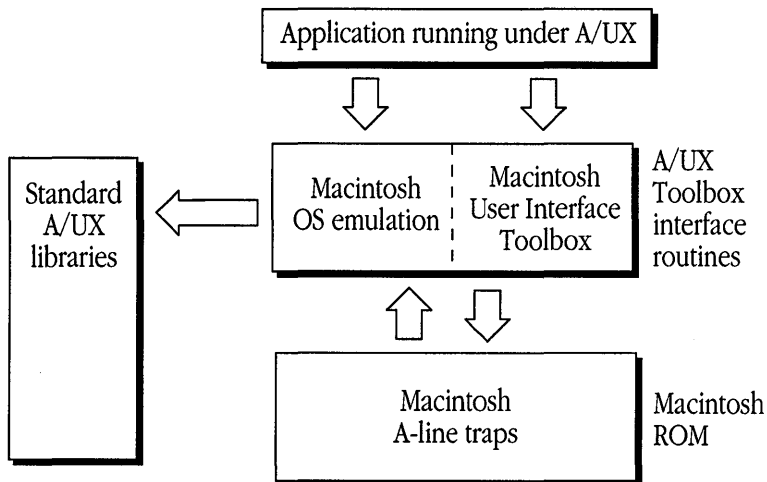 Application running under A/UX
Standard
A/UX
libraries
Macintosh
OS emulation
Macintosh
User Interface
Toolbox
A/UX
Toolbox
interface
routines
Macintosh
A-line traps
Macintosh
ROM